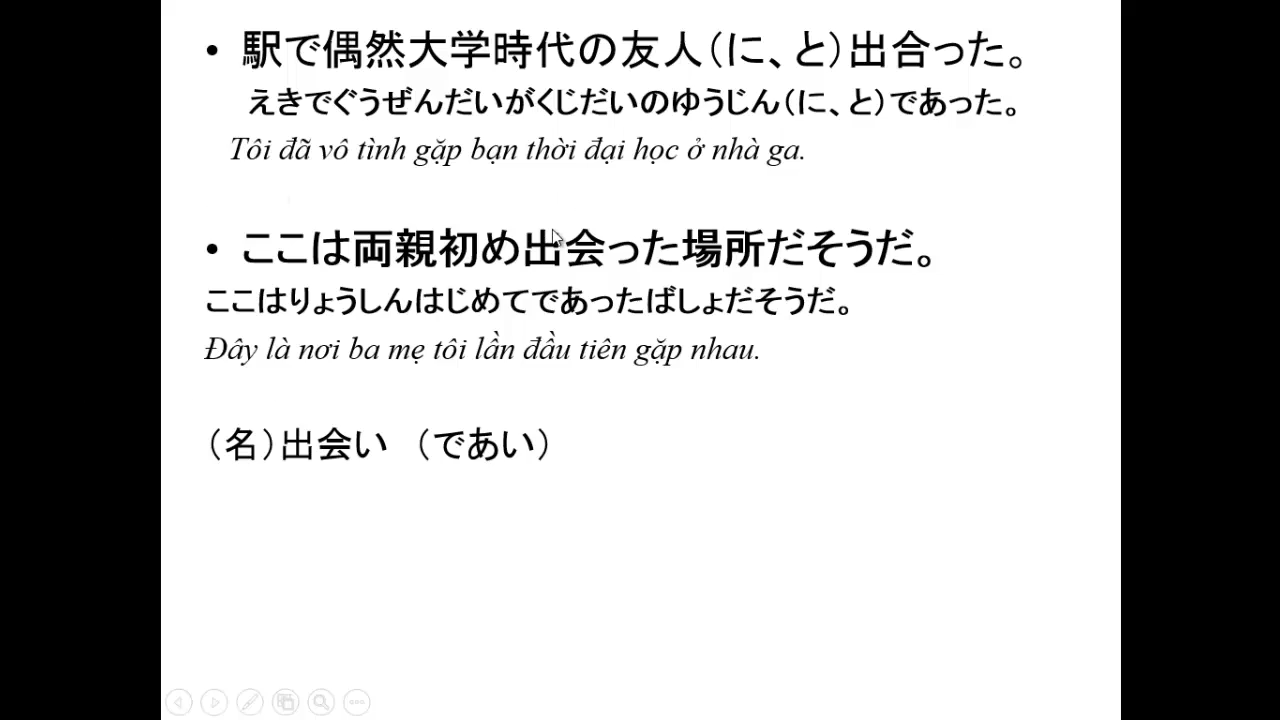 • 駅で偶然大学時代の友人（に、と）出合った。
えきでぐうぜんだいがくじだいのゆうじん（に、と）であった。
Tôi đã vô tình gặp bạn thời đại học ở nhà ga.
• ここは両親初め出会った場所だそうだ。
ここはりょうしんはじめてであったばしょだそうだ。
Đây là nơi ba mẹ tôi lần đầu tiên gặp nhau.
（名）出会い （であい）